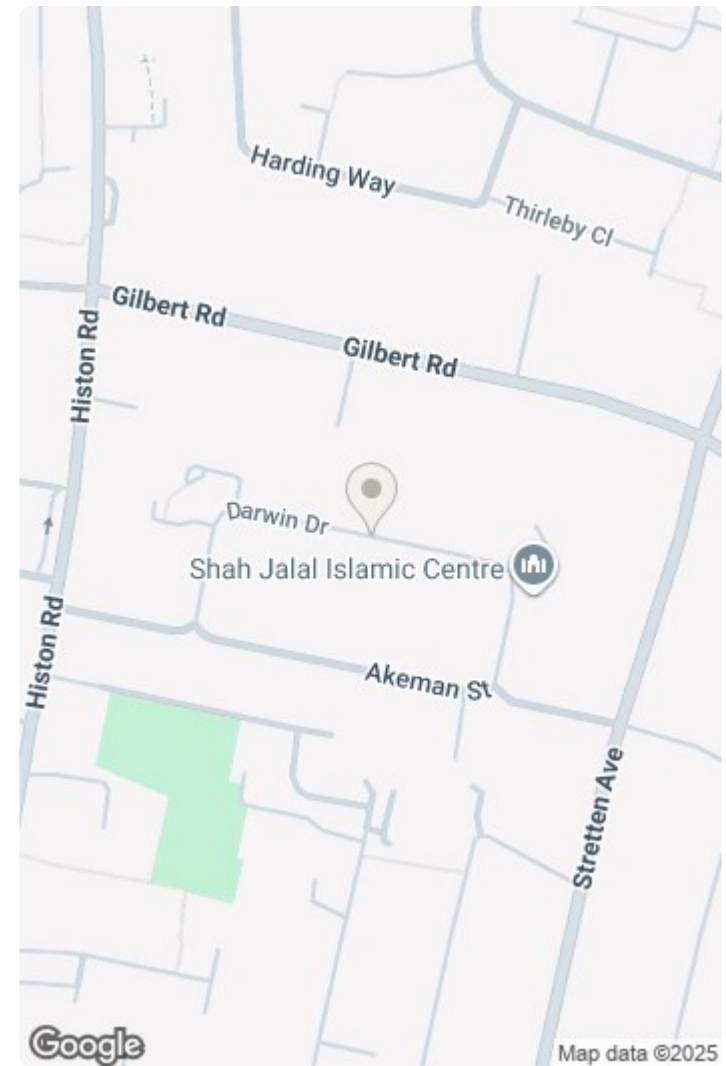 Harding Way
Thirleby Cl
Gilbert Rd
Gilbert Rd
Histon Rd
Darwin Dr
Shah Jalal Islamic Centre
Histon Rd
Akeman St
Stretten Ave
Google
Map data ©2025